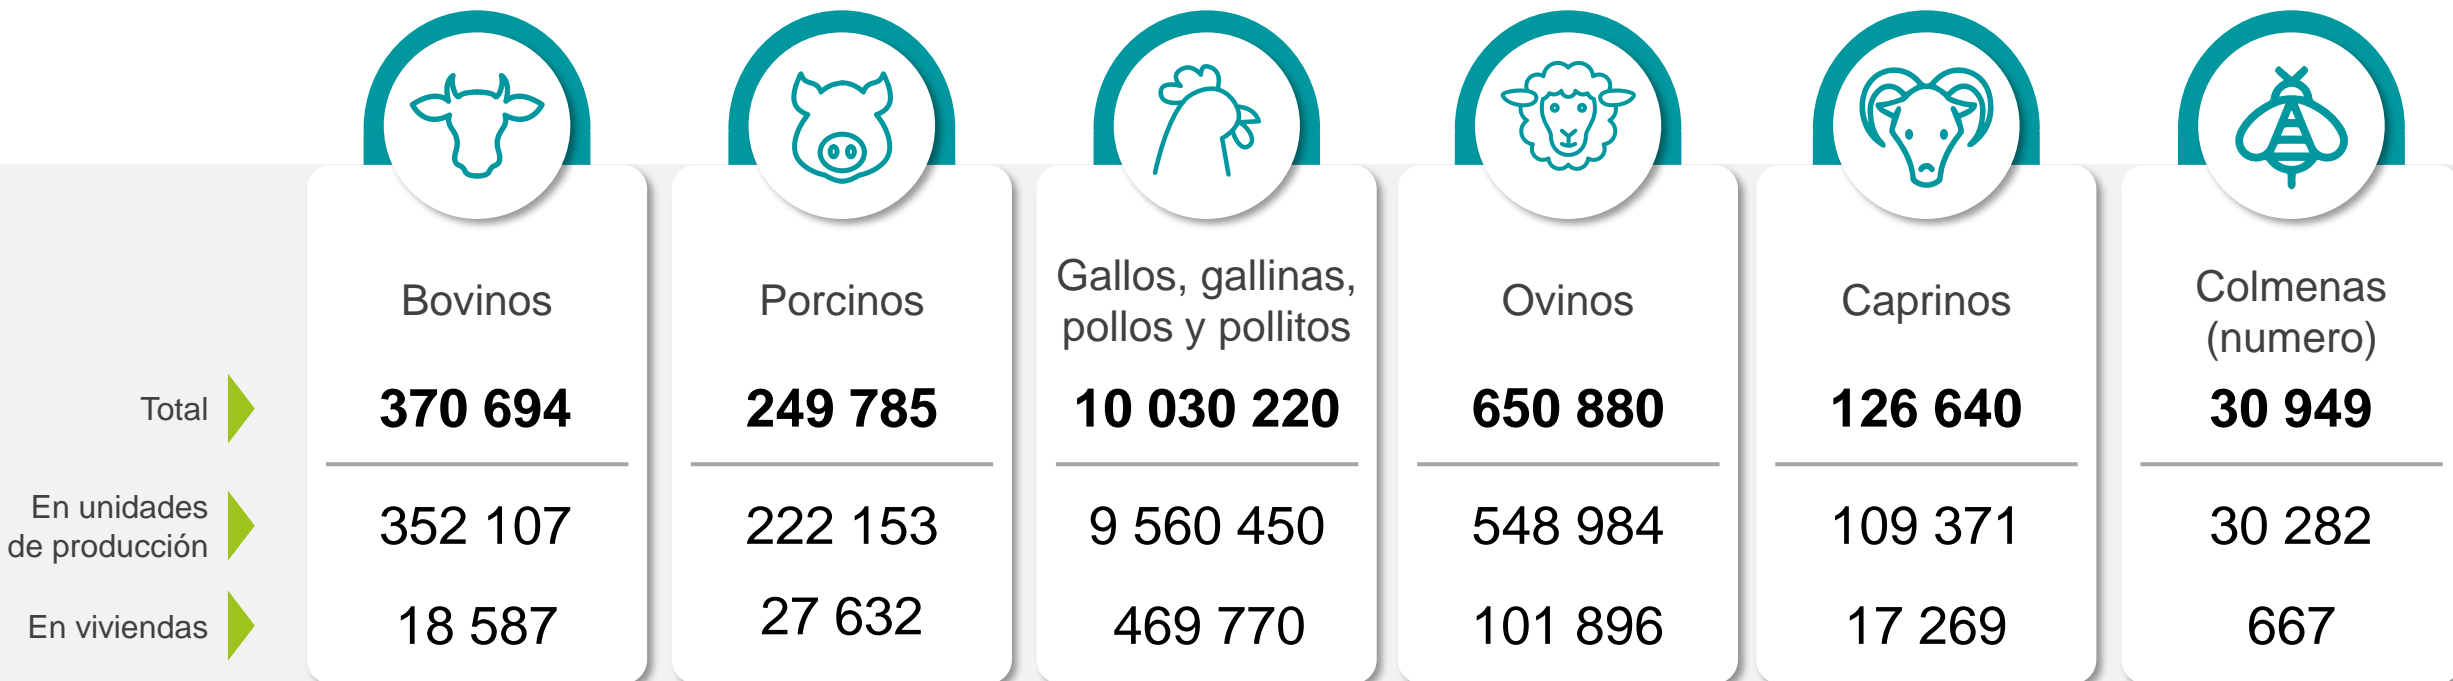 Bovinos
Porcinos
Gallos, gallinas,
pollos y pollitos
Ovinos
Caprinos
Colmenas
(numero)
Total
370 694
249 785
10 030 220
650 880
126 640
30 949
En unidades
de producción
352 107
222 153
9 560 450
548 984
109 371
30 282
En viviendas
18 587
27 632
469 770
101 896
17 269
667